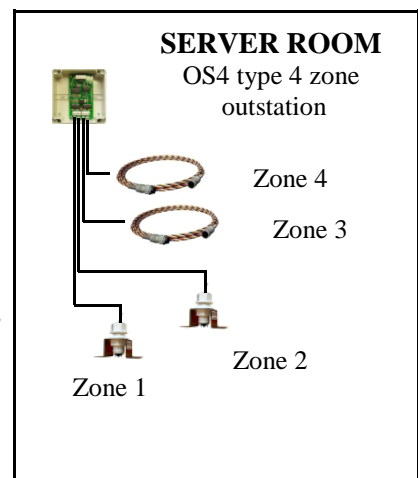 SERVER ROOM
OS4 type 4 zone
outstation
Zone 4
Zone 3
Zone 2
Zone 1